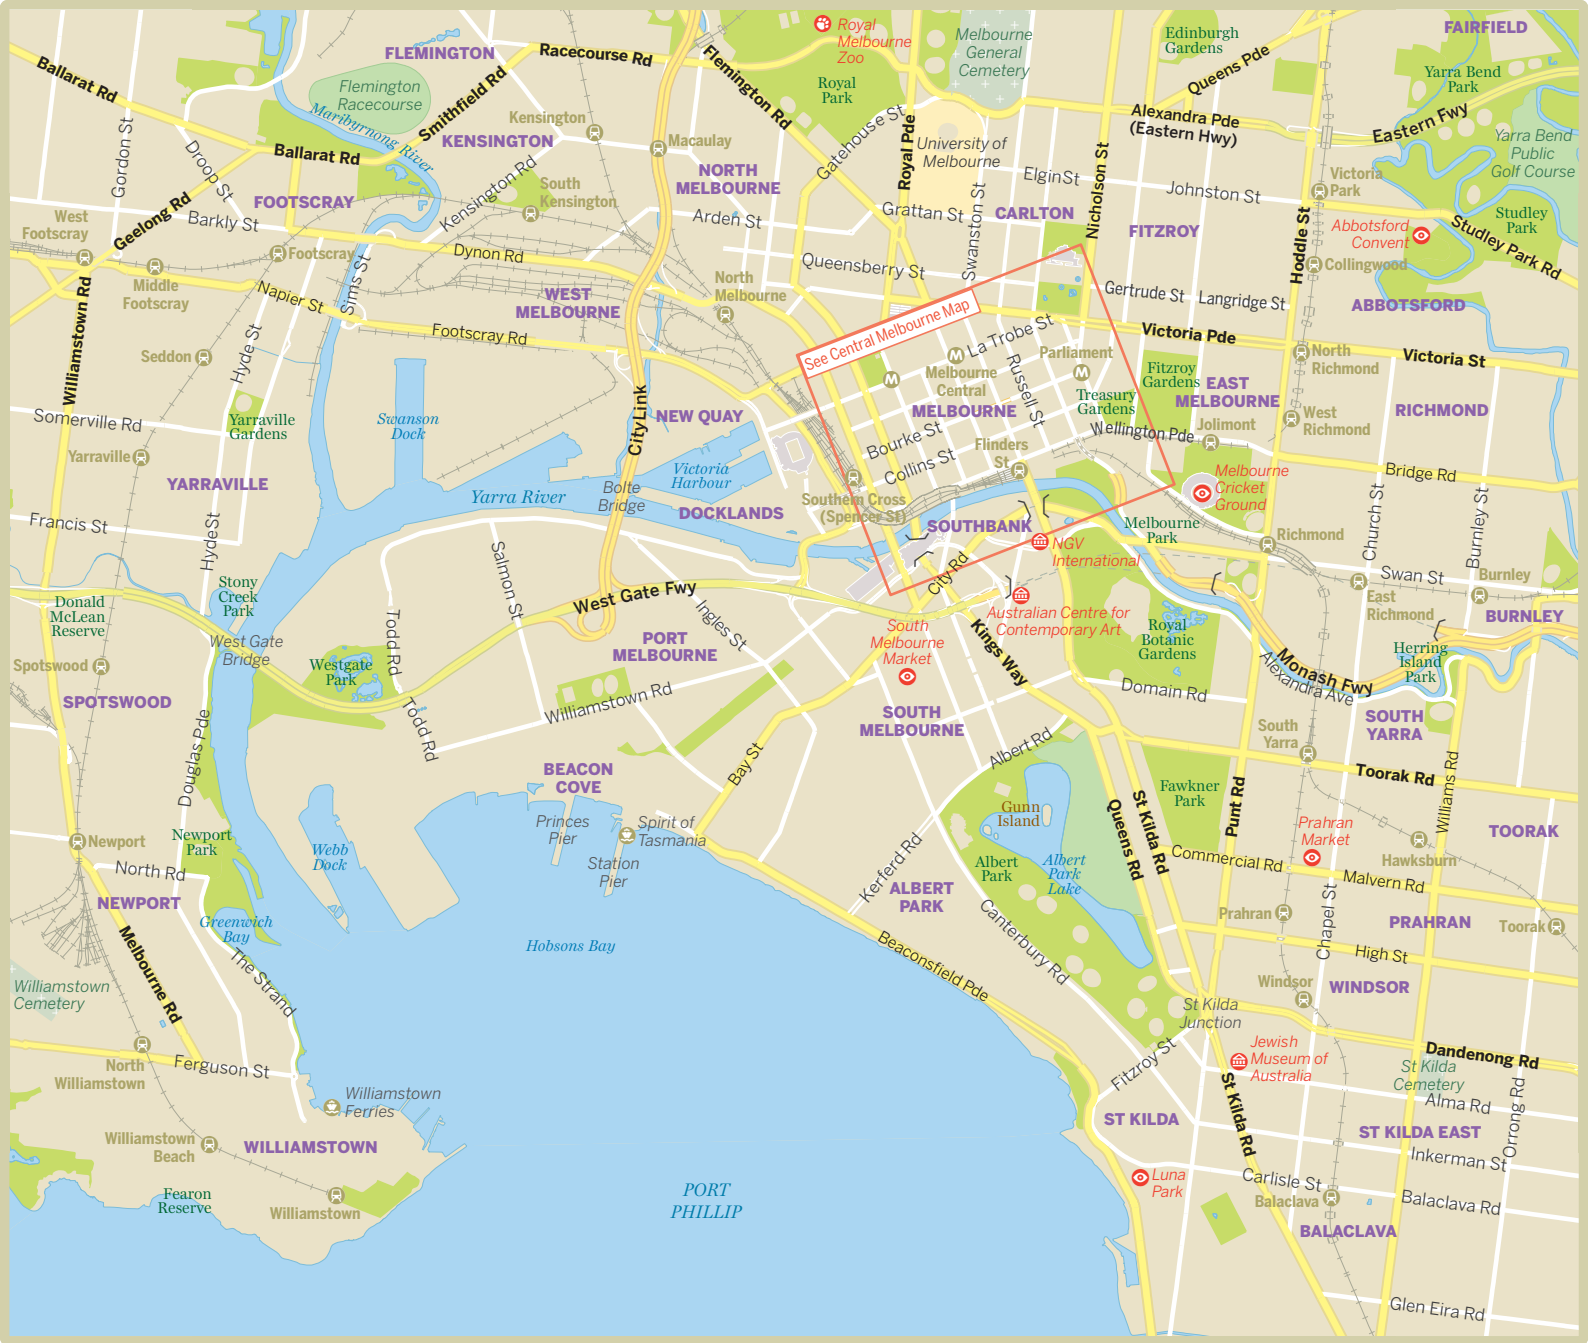 Ballarat Rd
FLEMINGTON
Racecourse Rd
Flemington Rd
Royal
Melbourne
Zoo
Melbourne
General
Cemetery
Edinburgh
Gardens
Queens Pde
FAIRFIELD
Yarra Bend
Park
Flemington
Racecourse
Smithfield Rd
Royal
Park
Eastern Fwy
Maribyrnong River
Kensington
KENSINGTON
Macaulay
Gatehouse St
Royal Pde
University of
Melbourne
Alexandra Pde
(Eastern Hwy)
Yarra Bend
Public
Golf Course
Gordon St
Droop St
Ballarat Rd
Kensington Rd
NORTH
MELBOURNE
Elgin St
Nicholson St
Johnston St
Victoria
Park
South
Kensington
FOOTSCRAY
Geelong Rd
Barkly St
Arden St
Grattan St
Swanston St
CARLTON
FITZROY
Hoddle St
Abbotsford
Convent
Studley
Park
Studley Park Rd
West
Footscray
Footscray
Dynon Rd
Queensberry St
Collingwood
Middle
Footscray
Napier St
Sims St
WEST
MELBOURNE
North
Melbourne
Gertrude St
Langridge St
ABBOTSFORD
Williamstown Rd
Footscray Rd
See Central Melbourne Map
La Trobe St
Victoria Pde
Victoria St
Seddon
Hyde St
Melbourne
Central
Russell St
Parliament
Fitzroy
Gardens
North
Richmond
Treasury
Gardens
EAST
MELBOURNE
Somerville Rd
Yarraville
Gardens
Swanson
Dock
CityLink
NEW QUAY
MELBOURNE
RICHMOND
West
Richmond
Jolimont
Wellington Pde
Yarraville
Bourke St
Collins St
Flinders
St
Bridge Rd
YARRAVILLE
Victoria
Harbour
Melbourne
Cricket
Ground
Yarra River
Bolte
Bridge
Southern Cross
(Spencer St)
Francis St
Hyde St
DOCKLANDS
SOUTHBANK
Melbourne
Park
Church St
Burnley St
Richmond
NGV
International
Salmon St
Stony
Creek
Park
City Rd
Swan St
Burnley
Donald
McLean
Reserve
West Gate Fwy
Ingles St
East
Richmond
BURNLEY
Todd Rd
Australian Centre for
Contemporary Art
South
Melbourne
Market
Kings Way
Royal
Botanic
Gardens
West Gate
Bridge
PORT
MELBOURNE
Herring
Island
Park
Spotswood
Westgate
Park
Monash Fwy
Alexandra Ave
SPOTSWOOD
Williamstown Rd
Domain Rd
SOUTH
YARRA
Douglas Pde
Todd Rd
SOUTH
MELBOURNE
South
Yarra
Albert Rd
BEACON
COVE
Bay St
Toorak Rd
Williams Rd
Fawkner
Park
Gunn
Island
Queens Rd
St Kilda Rd
Punt Rd
Prahran
Market
TOORAK
Newport
Newport
Park
Webb
Dock
Princes
Pier
Spirit of
Tasmania
Station
Pier
Hawksburn
North Rd
Albert
Park
Albert
Park
Lake
Commercial Rd
Malvern Rd
Kerferd Rd
ALBERT
PARK
NEWPORT
Greenwich
Bay
Prahran
Chapel St
PRAHRAN
Toorak
Canterbury Rd
Hobsons Bay
Melbourne Rd
The Strand
Beaconsfield Pde
High St
Williamstown
Cemetery
Windsor
WINDSOR
St Kilda
Junction
North
Williamstown
Ferguson St
Fitzroy St
Jewish
Museum of
Australia
Dandenong Rd
St Kilda
Cemetery
Williamstown
Ferries
Alma Rd
Orrong Rd
St Kilda Rd
ST KILDA
ST KILDA EAST
Williamstown
Beach
WILLIAMSTOWN
Inkerman St
Luna
Park
Carlisle St
Fearon
Reserve
Williamstown
PORT
PHILLIP
Balaclava
Balaclava Rd
BALACLAVA
Glen Eira Rd